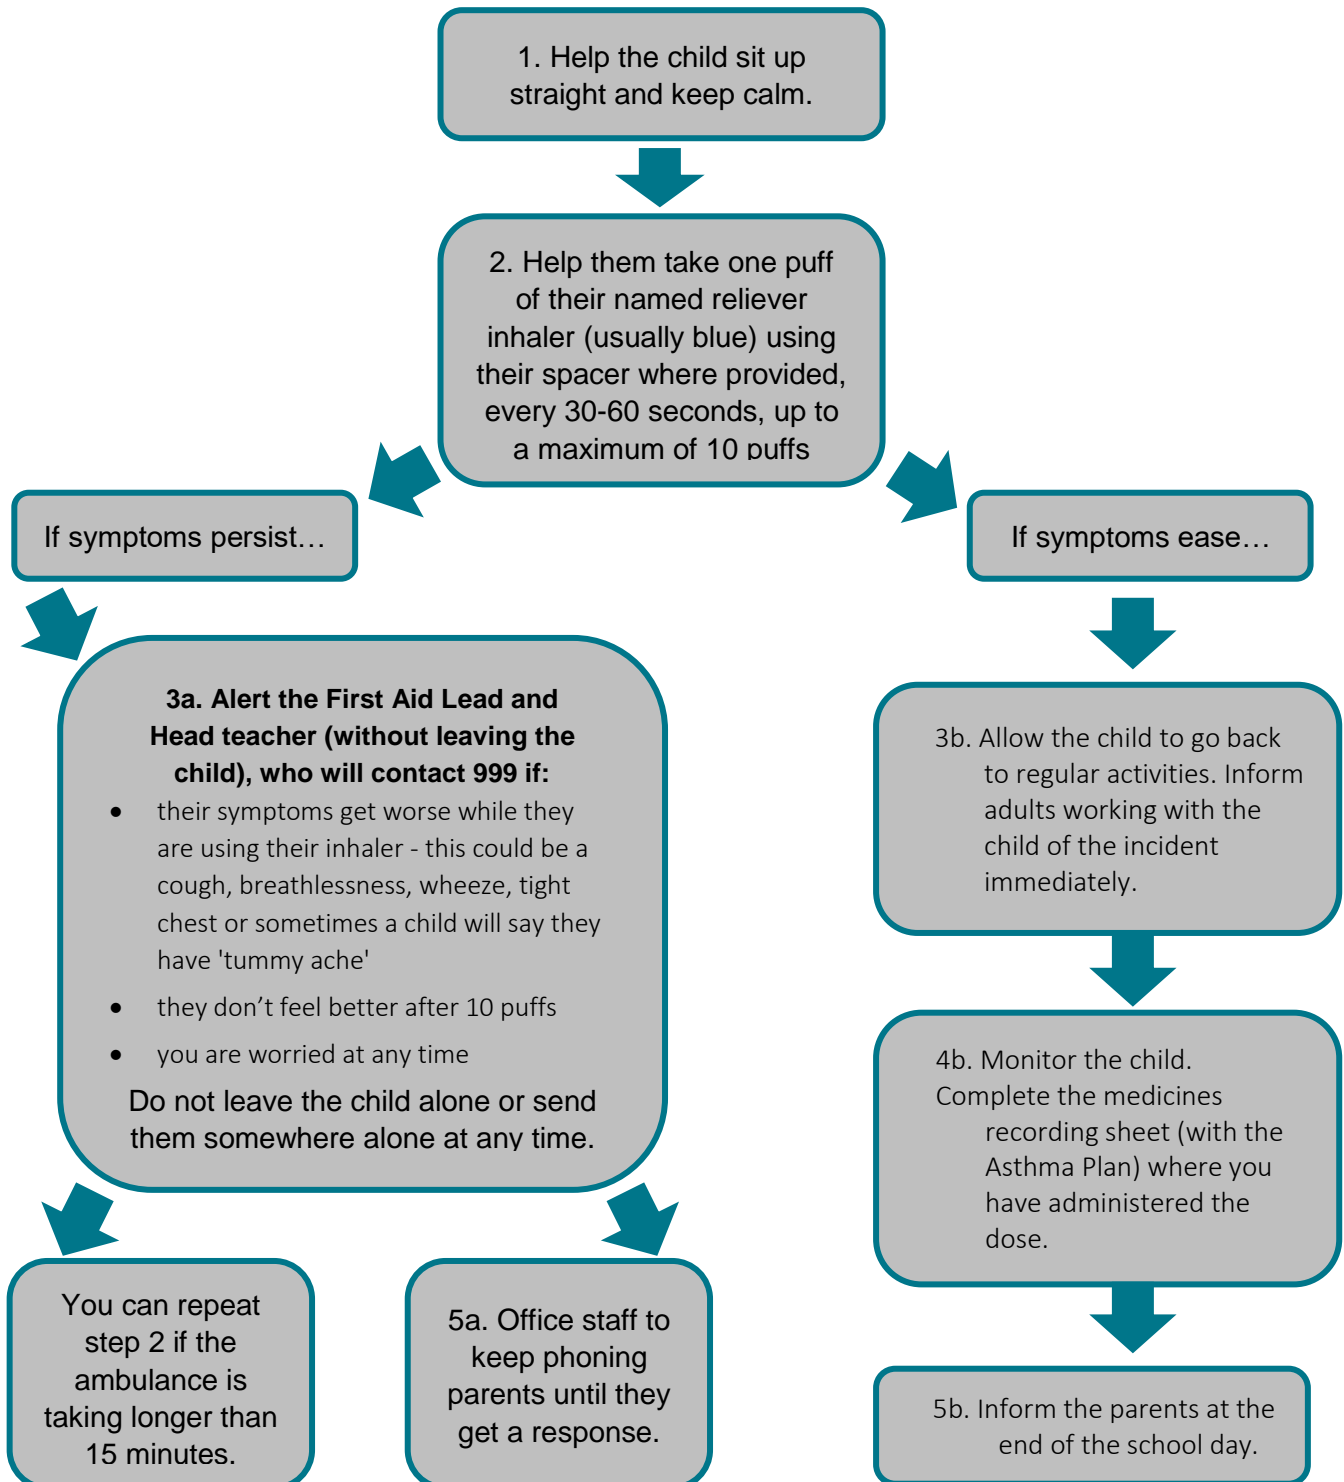 1. Help the child sit up
straight and keep calm.
2. Help them take one puff
of their named reliever
inhaler (usually blue) using
their spacer where provided,
every 30-60 seconds, up to
a maximum of 10 puffs
If symptoms persist…
If symptoms ease…
3a. Alert the First Aid Lead and
Head teacher (without leaving the
child), who will contact 999 if:
• their symptoms get worse while they
are using their inhaler - this could be a
cough, breathlessness, wheeze, tight
chest or sometimes a child will say they
have 'tummy ache'
• they don’t feel better after 10 puffs
• you are worried at any time
Do not leave the child alone or send
them somewhere alone at any time.
3b. Allow the child to go back
to regular activities. Inform
adults working with the
child of the incident
immediately.
4b. Monitor the child.
Complete the medicines
recording sheet (with the
Asthma Plan) where you
have administered the
dose.
You can repeat
step 2 if the
ambulance is
taking longer than
15 minutes.
5a. Office staff to
keep phoning
parents until they
get a response.
5b. Inform the parents at the
end of the school day.